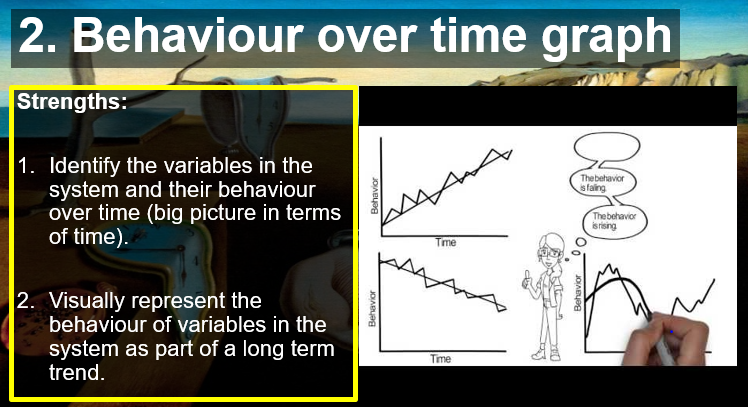 2. Behaviour over time graph
Strengths:
1. Identify the variables in the
system and their behaviour
over time (big picture in terms
of time).
2. Visually represent the
behaviour of variables in the
system as part of a long term
trend.
Behavior
Time
Behavior
Time
The behavior
is falling.
The behavior
is rising.
Behavior